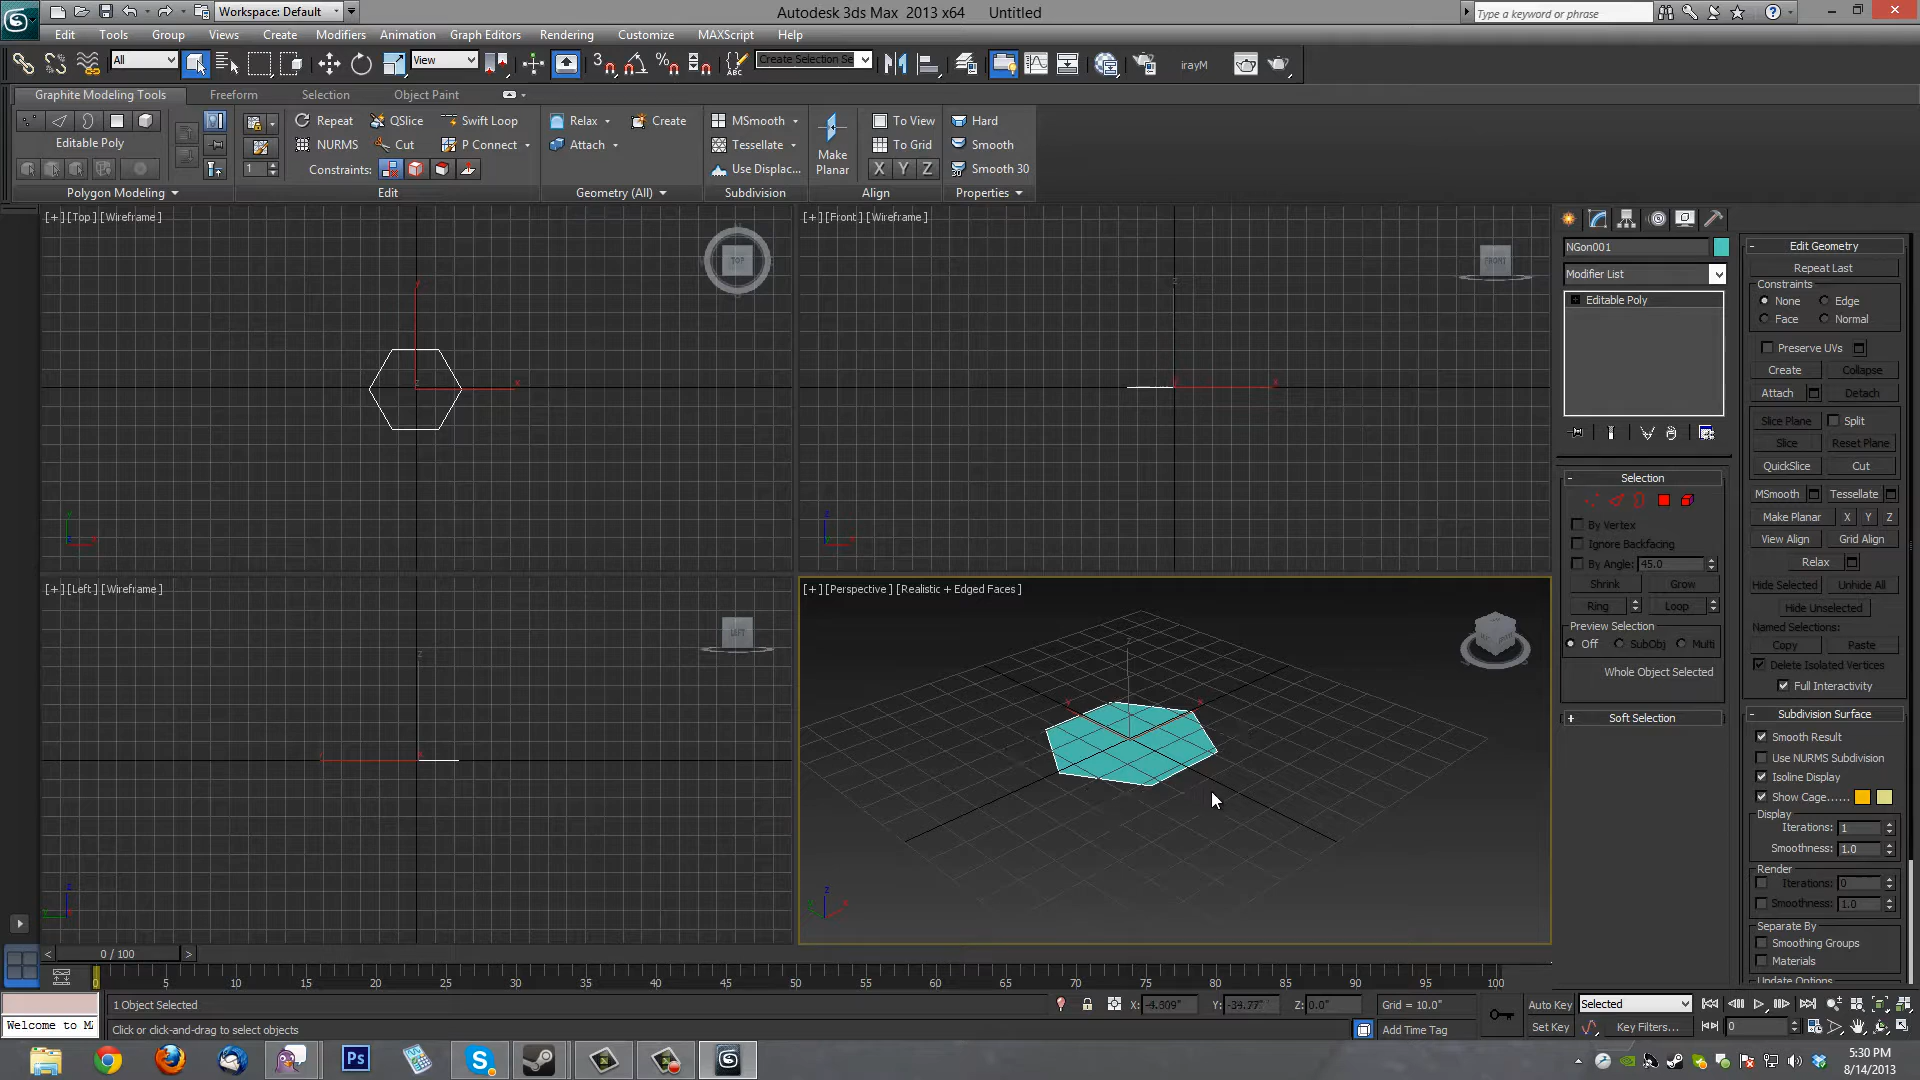 Workspace: Default
Autodesk 3ds Max 2013 x64 Untitled
Type a keyword or phrase
Edit Tools Group Views Create Modifiers Animation Graph Editors Rendering Customize MAXScript Help
All View Create Selection Se irayM
Graphite Modeling Tools Freeform Selection Object Paint
Repeat QSlice Swift Loop Relax Create MSmooth To View Hard
Editable Poly NURMS Cut P Connect Attach Tessellate Make Planar To Grid Smooth
1 Constraints: Use Displac... X Y Z Smooth 30
Polygon Modeling Edit Geometry (All) Subdivision Align Properties
[+] [Top] [Wireframe]
TOP
[+] [Front] [Wireframe]
FRONT
[+] [Left] [Wireframe]
LEFT
[+] [Perspective] [Realistic + Edged Faces]
NGon001
Modifier List
Editable Poly
Selection
By Vertex
Ignore Backfacing
By Angle: 45.0
Shrink Grow
Ring Loop
Preview Selection
Off SubObj Multi
Whole Object Selected
Soft Selection
Edit Geometry
Repeat Last
Constraints
None Edge
Face Normal
Preserve UVs
Create Collapse
Attach Detach
Slice Plane Split
Slice Reset Plane
QuickSlice Cut
MSmooth Tessellate
Make Planar X Y Z
View Align Grid Align
Relax
Hide Selected Unhide All
Hide Unselected
Named Selections:
Copy Paste
Delete Isolated Vertices
Full Interactivity
Subdivision Surface
Smooth Result
Use NURMS Subdivision
Isoline Display
Show Cage......
Display
Iterations: 1
Smoothness: 1.0
Render
Iterations: 0
Smoothness: 1.0
Separate By
Smoothing Groups
Materials
Update Options
0 / 100
0 5 10 15 20 25 30 35 40 45 50 55 60 65 70 75 80 85 90 95 100
1 Object Selected X: -4.809" Y: -39.77" Z: 0.0" Grid = 10.0" Auto Key Selected
Welcome to M Click or click-and-drag to select objects Add Time Tag Set Key Key Filters... 0
5:30 PM
8/14/2013